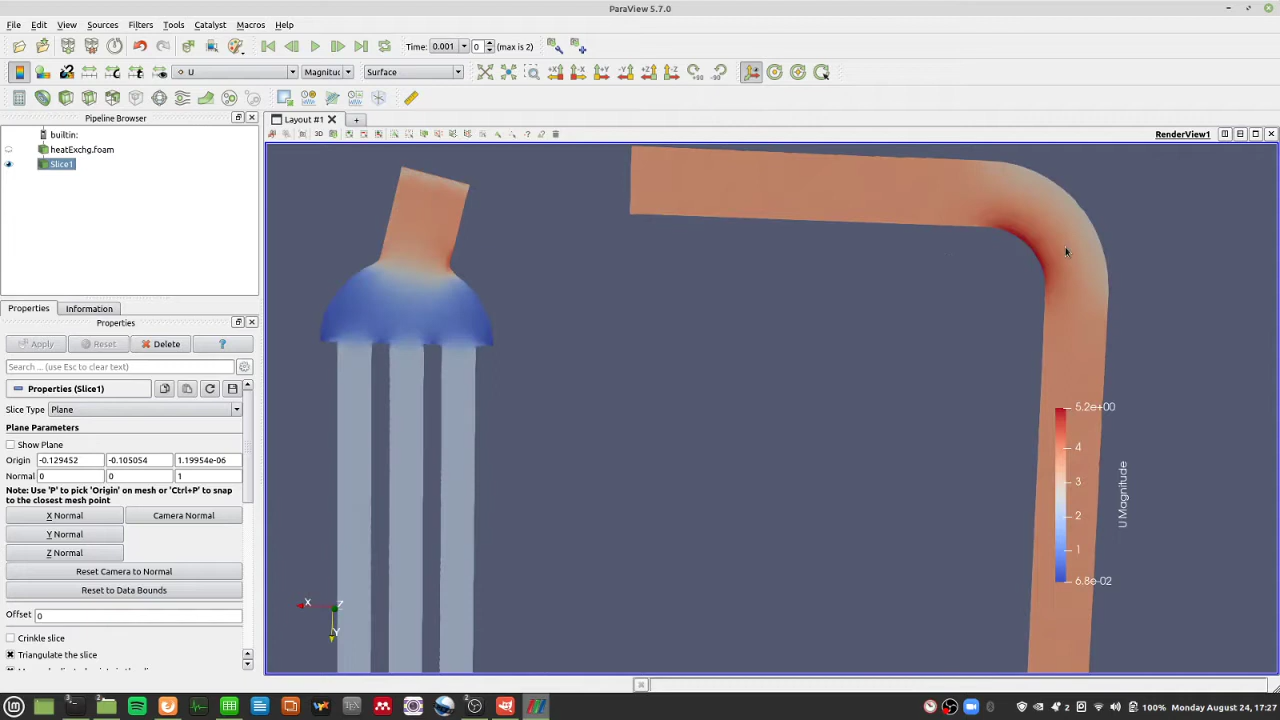 ParaView 5.7.0
File Edit View Sources Filters Tools Catalyst Macros Help
Time: 0.001 0 (max is 2)
U Magnituc Surface
+X -X +Y -Y +Z -Z
Pipeline Browser
Layout #1
3D
RenderView1
builtin:
heatExchg.foam
Slice1
Properties Information
Properties
Apply Reset Delete ?
Search ... (use Esc to clear text)
Properties (Slice1)
Slice Type Plane
Plane Parameters
Show Plane
Origin -0.129452 -0.105054 1.19954e-06
Normal 0 0 1
Note: Use 'P' to pick 'Origin' on mesh or 'Ctrl+P' to snap
to the closest mesh point
X Normal Camera Normal
Y Normal
Z Normal
Reset Camera to Normal
Reset to Data Bounds
Offset 0
Crinkle slice
Triangulate the slice
5.2e+00
4
3
2
1
6.8e-02
U Magnitude
X Z
Y
2 100% Monday August 24, 17:27